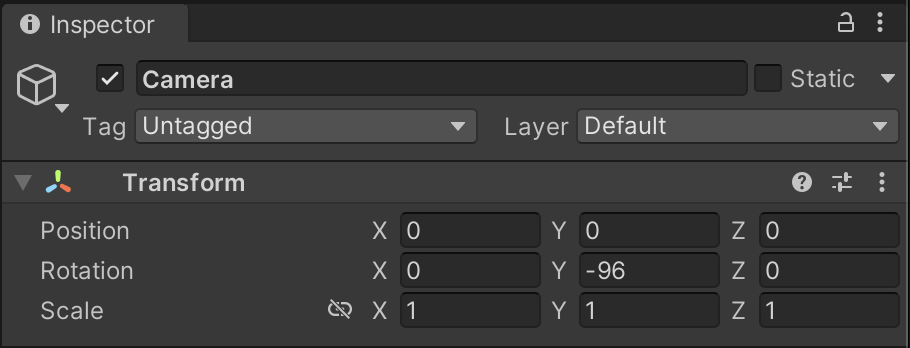 Inspector
Camera Static
Tag Untagged Layer Default
Transform
Position X 0 Y 0 Z 0
Rotation X 0 Y -96 Z 0
Scale X 1 Y 1 Z 1